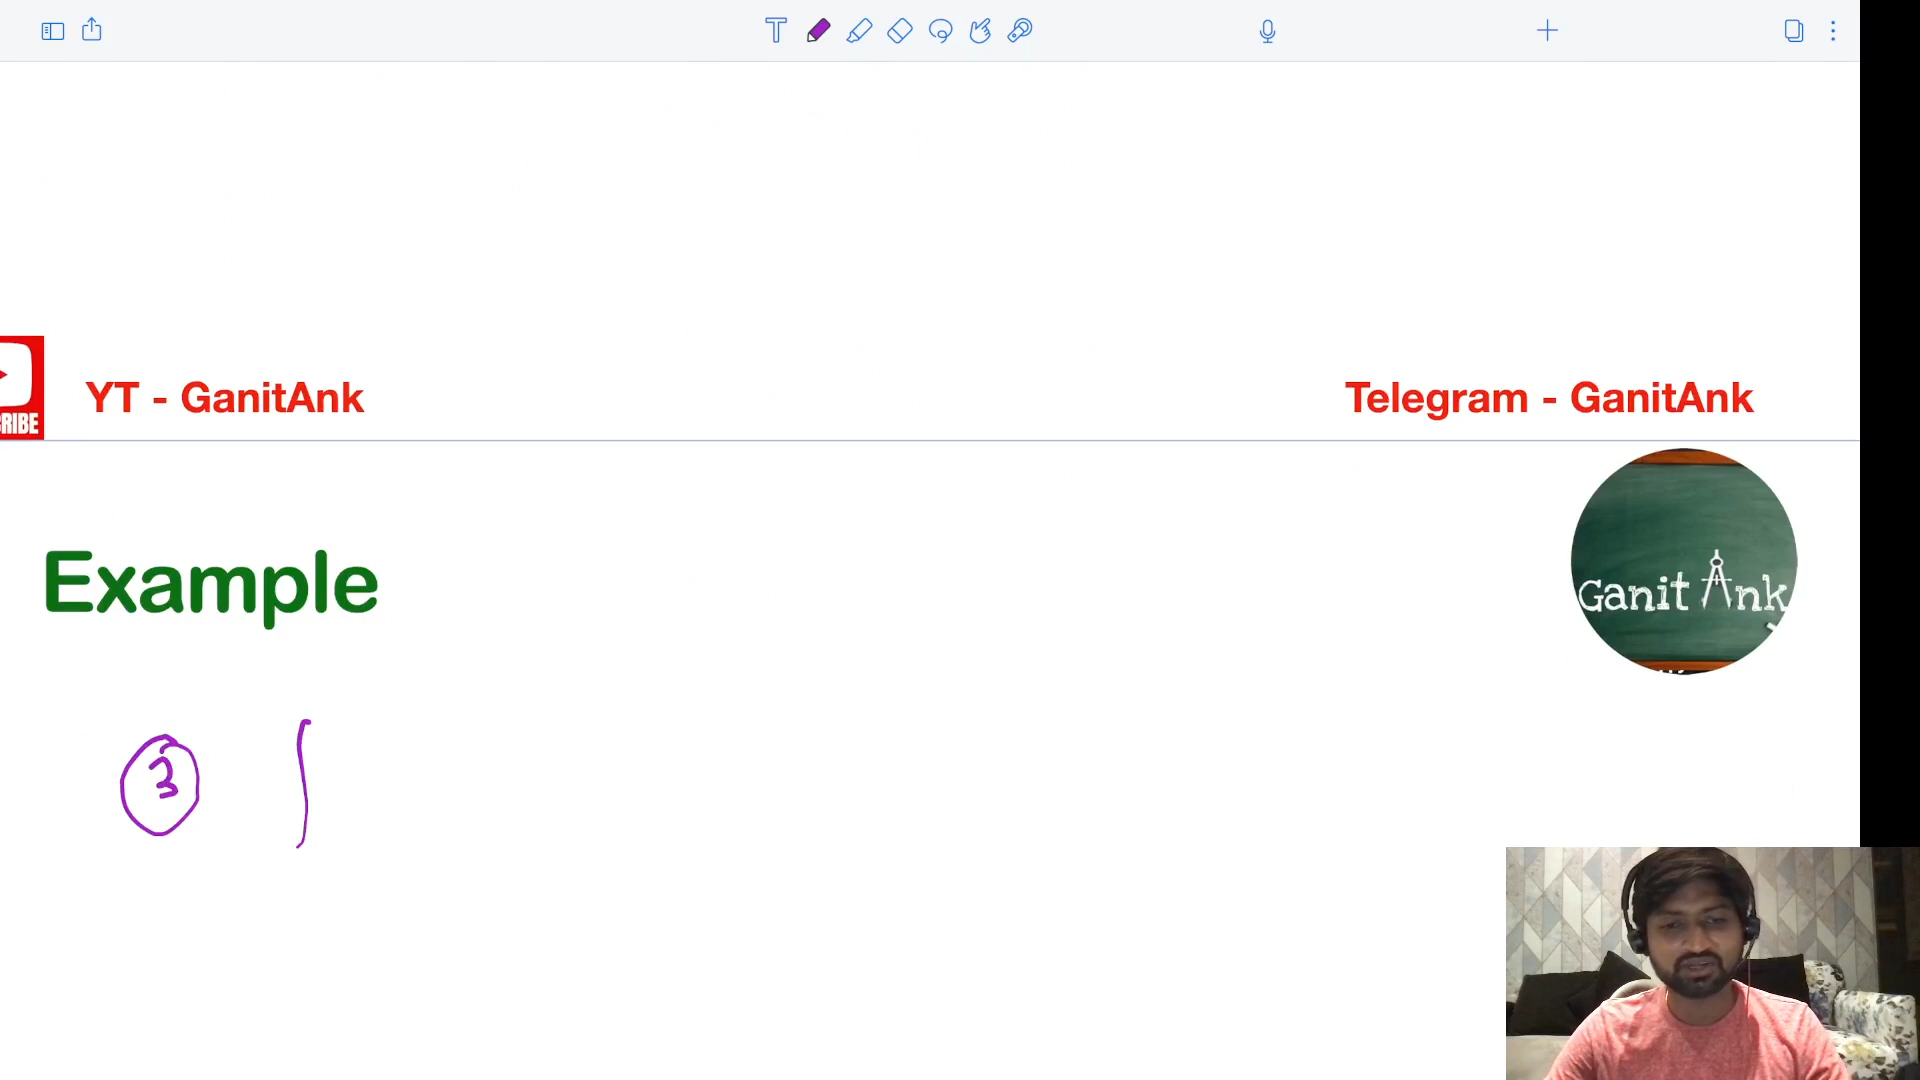 YT - GanitAnk
Telegram - GanitAnk
RIBE
Example
Ganit Ank
3 ∫